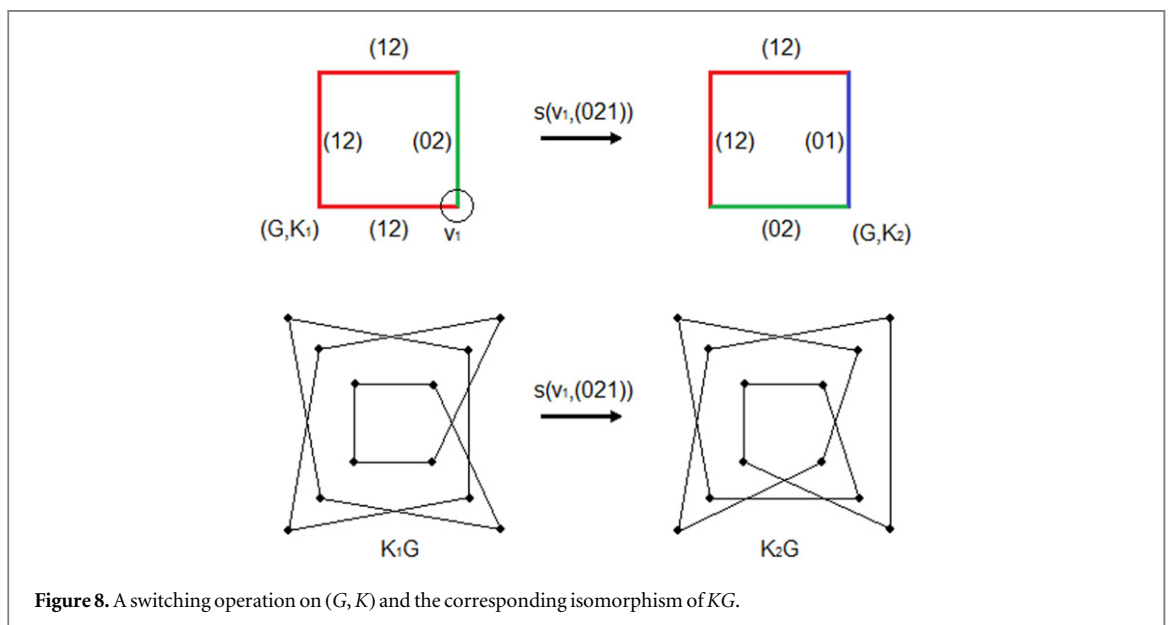 (12)
(12)
s(v₁,(021))
(12)
(02)
(12)
(01)
(G,K₁)
(12)
v₁
(02)
(G,K₂)
s(v₁,(021))
K₁G
K₂G
Figure 8. A switching operation on (G, K) and the corresponding isomorphism of KG.